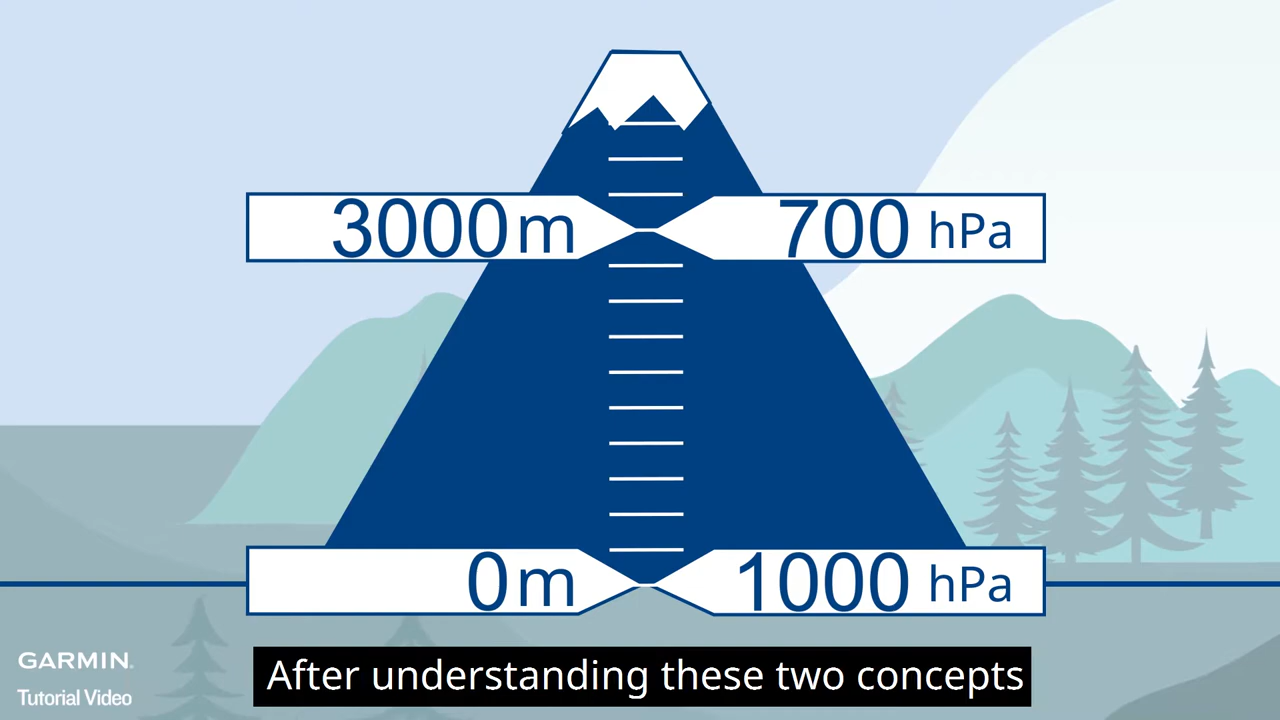 3000m
700 hPa
0m
1000 hPa
GARMIN.
Tutorial Video
After understanding these two concepts